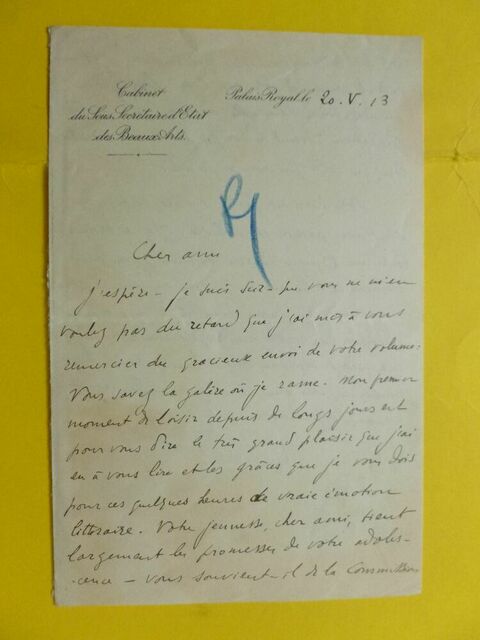 Cabinet
du Sous Secrétaire d'Etat
des Beaux Arts.
Palais Royal, le 20. V. 13
Cher ami
J'espère - je suis sûr - que vous ne m'en
voulez pas du retard que j'ai mis à vous
remercier du gracieux envoi de votre volume.
Vous savez la galère où je rame. Mon premier
moment de loisir depuis de longs jours est
pour vous dire le très grand plaisir que j'ai
eu à vous lire et les grâces que je vous dois
pour ces quelques heures de vraie émotion
littéraire. Votre jeunesse, cher ami, tient
largement les promesses de votre adoles-
-cence - vous souvient-il de la